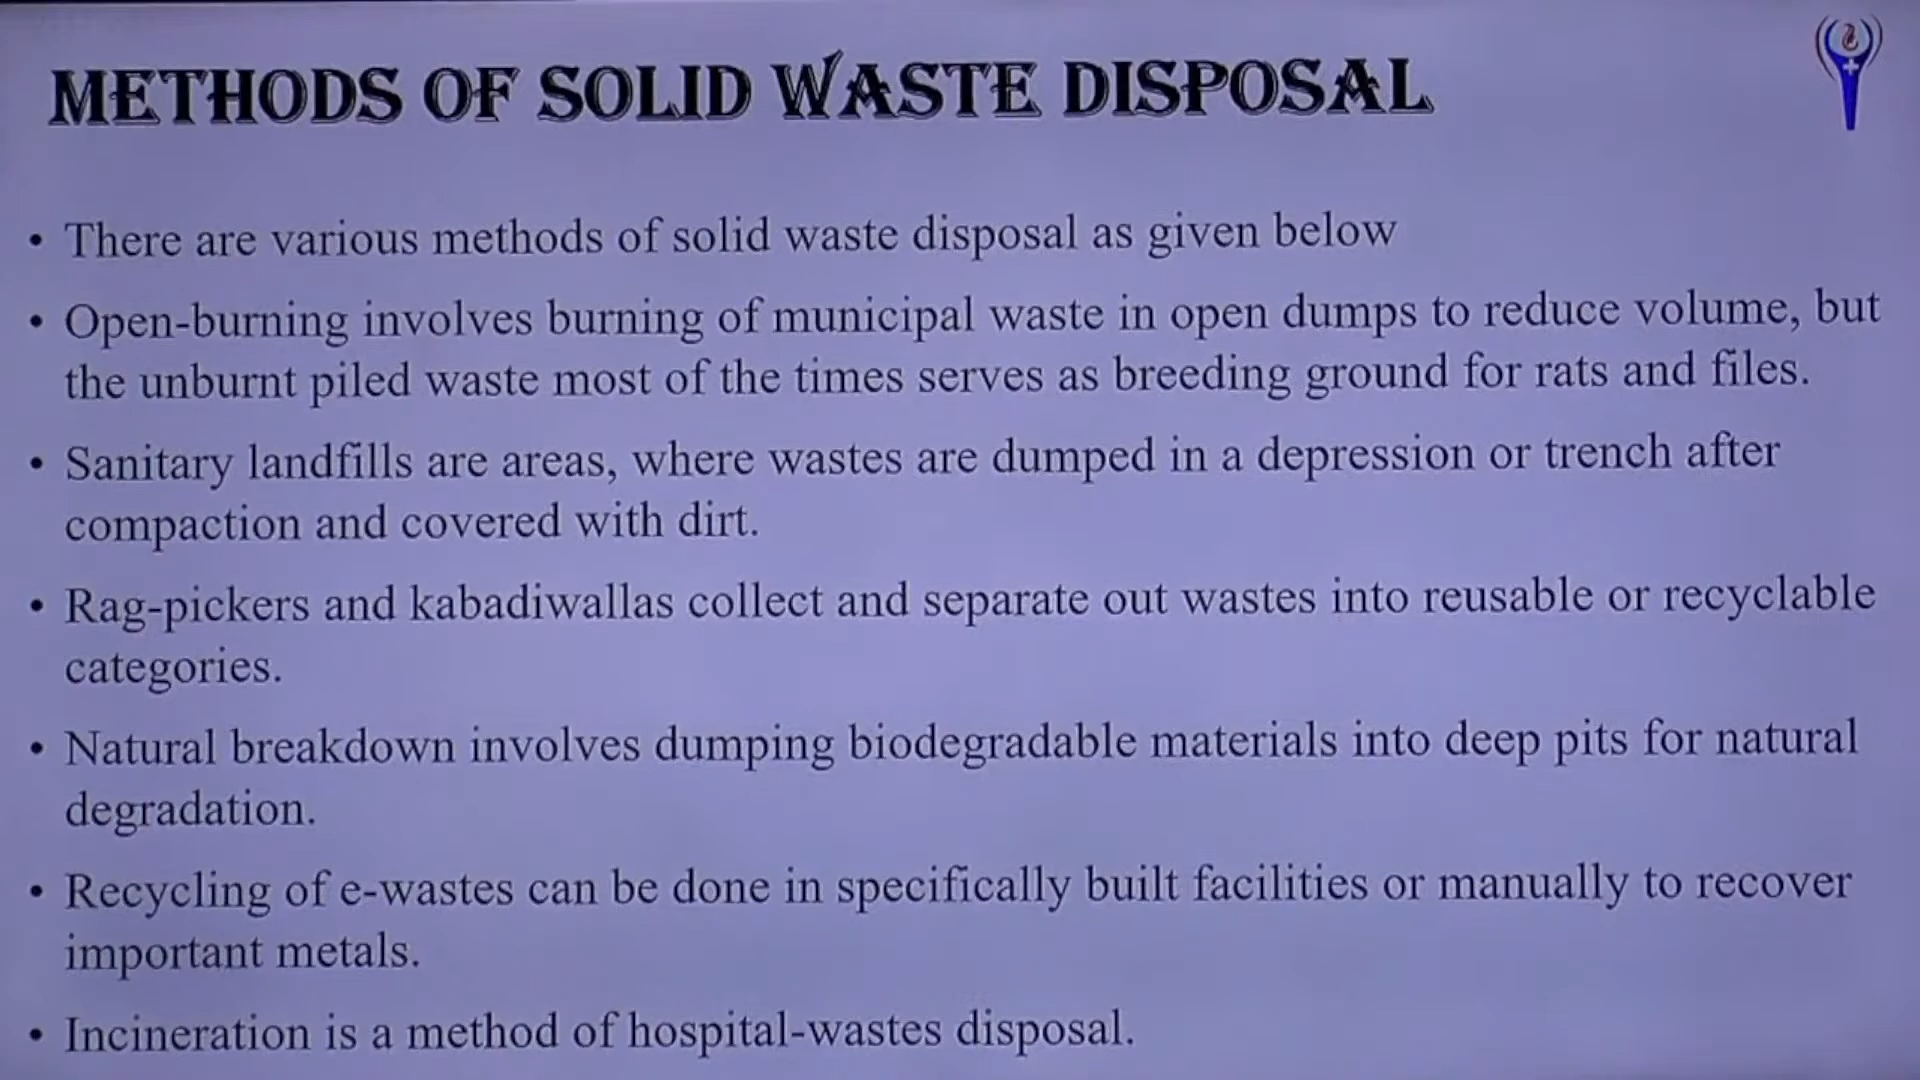 METHODS OF SOLID WASTE DISPOSAL
• There are various methods of solid waste disposal as given below
• Open-burning involves burning of municipal waste in open dumps to reduce volume, but
the unburnt piled waste most of the times serves as breeding ground for rats and files.
• Sanitary landfills are areas, where wastes are dumped in a depression or trench after
compaction and covered with dirt.
• Rag-pickers and kabadiwallas collect and separate out wastes into reusable or recyclable
categories.
• Natural breakdown involves dumping biodegradable materials into deep pits for natural
degradation.
• Recycling of e-wastes can be done in specifically built facilities or manually to recover
important metals.
• Incineration is a method of hospital-wastes disposal.